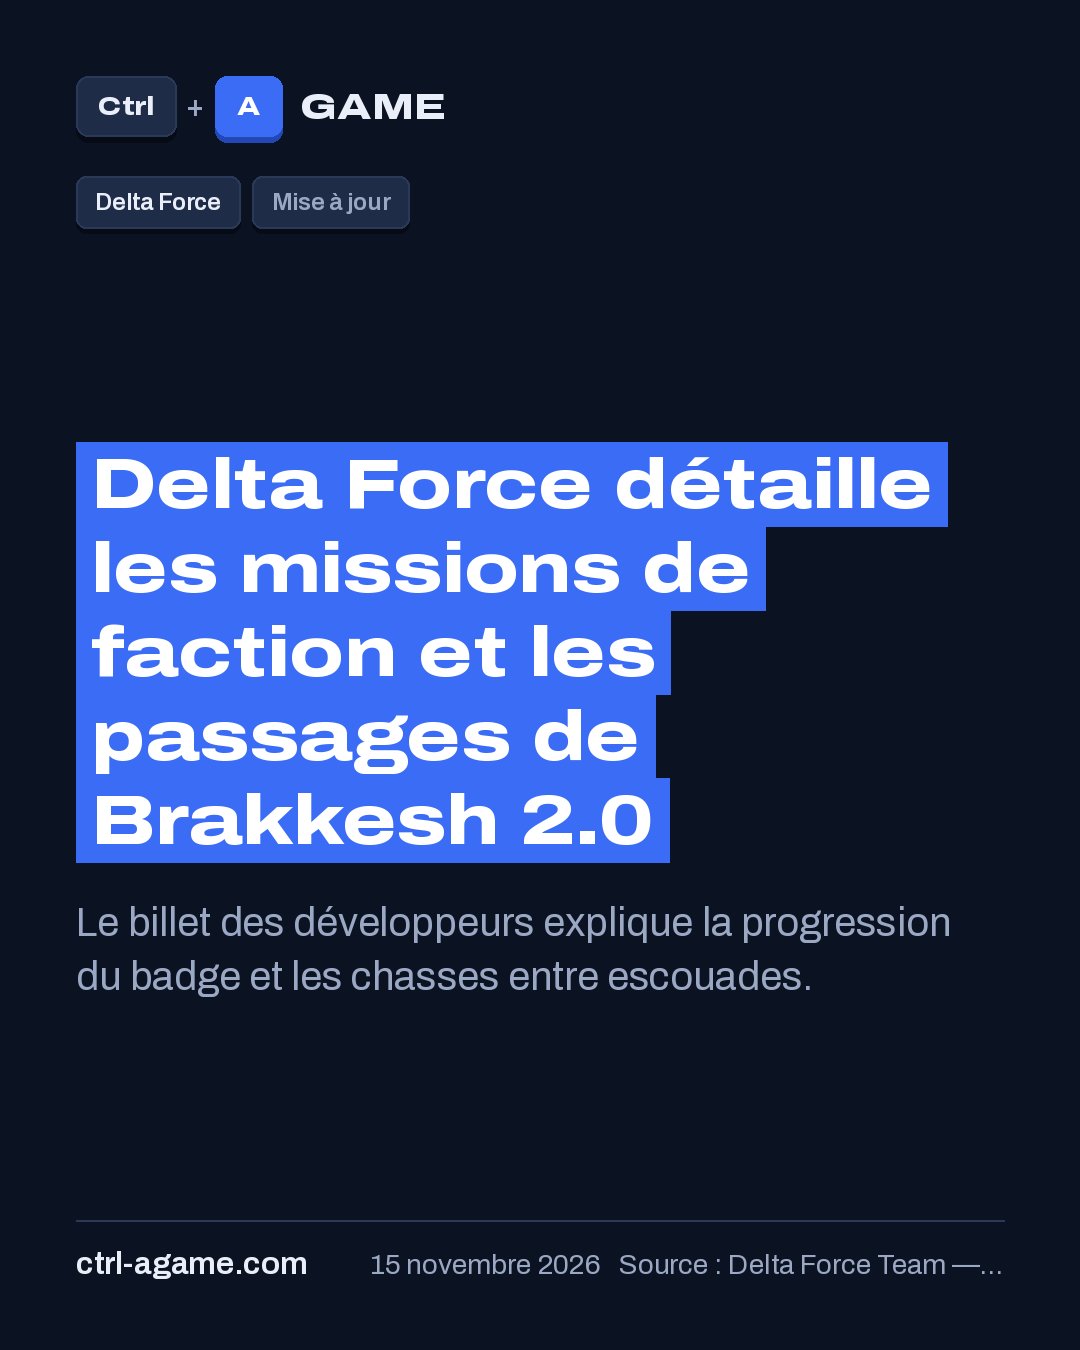 Ctrl + A GAME
Delta Force Mise à jour
Delta Force détaille
les missions de
faction et les
passages de
Brakkesh 2.0
Le billet des développeurs explique la progression
du badge et les chasses entre escouades.
ctrl-agame.com 15 novembre 2026 Source : Delta Force Team —...